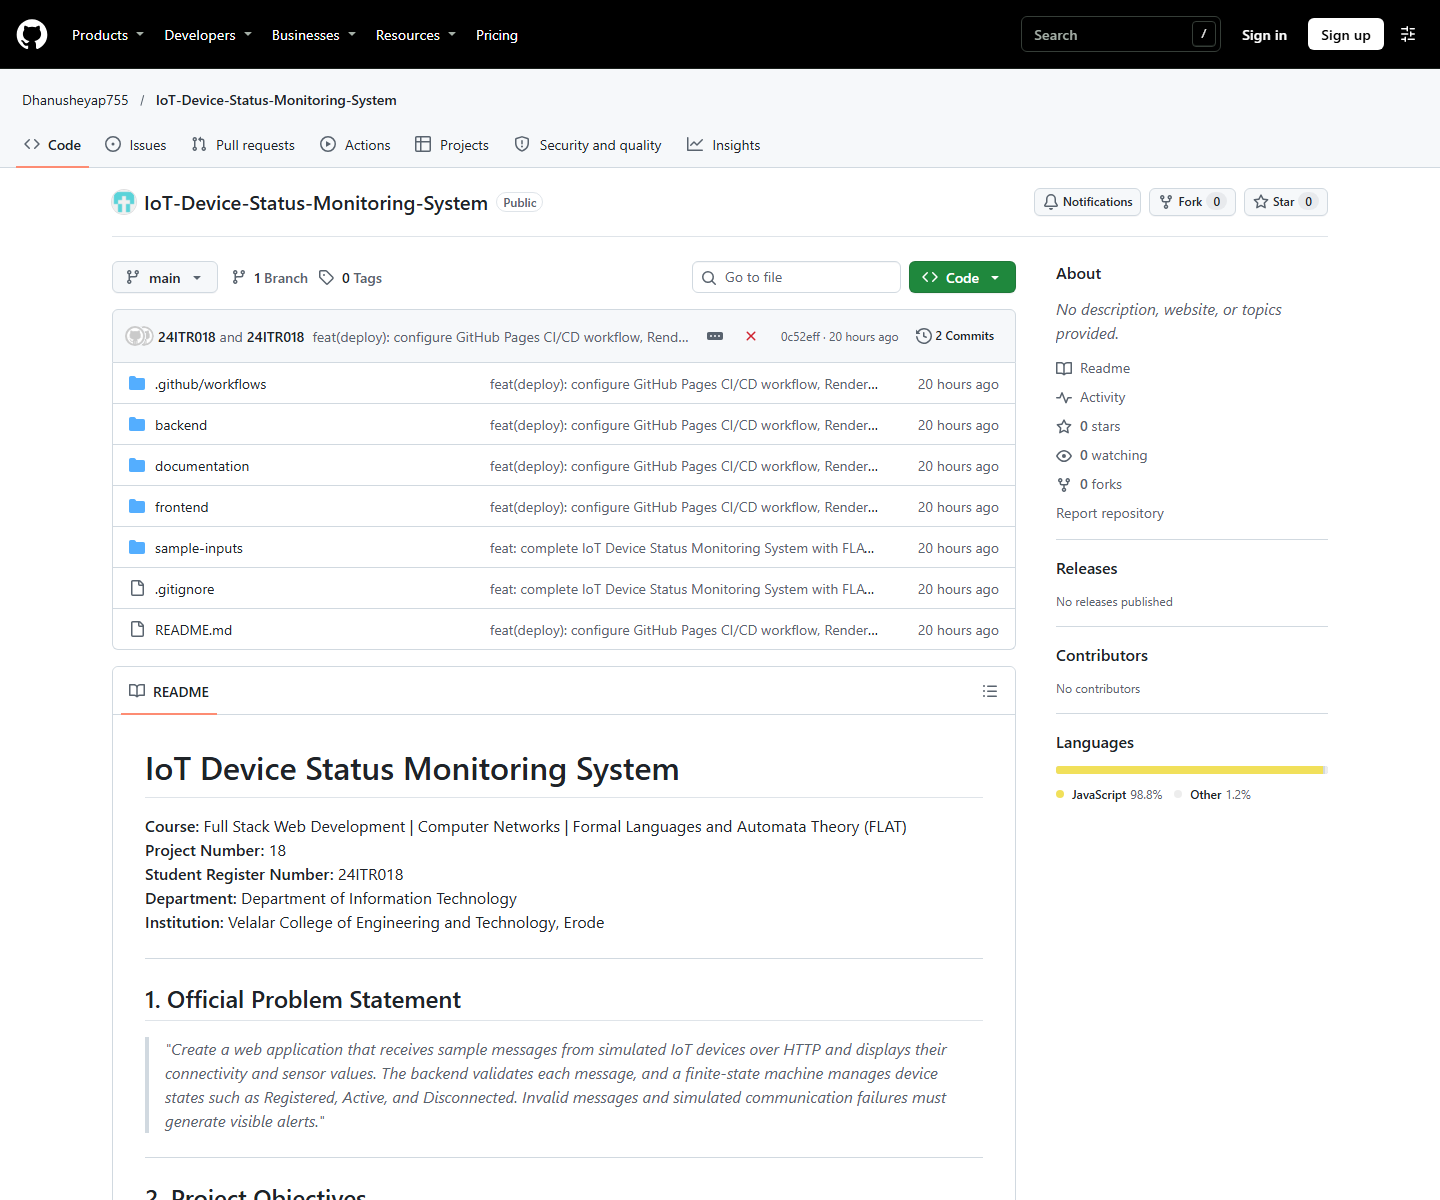 Products Developers Businesses Resources Pricing Search / Sign in Sign up
Dhanusheyap755 / IoT-Device-Status-Monitoring-System
Code Issues Pull requests Actions Projects Security and quality Insights
IoT-Device-Status-Monitoring-System Public Notifications Fork 0 Star 0
main 1 Branch 0 Tags Go to file Code
24ITR018 and 24ITR018 feat(deploy): configure GitHub Pages CI/CD workflow, Rend... 0c52eff · 20 hours ago 2 Commits
.github/workflows feat(deploy): configure GitHub Pages CI/CD workflow, Render... 20 hours ago
backend feat(deploy): configure GitHub Pages CI/CD workflow, Render... 20 hours ago
documentation feat(deploy): configure GitHub Pages CI/CD workflow, Render... 20 hours ago
frontend feat(deploy): configure GitHub Pages CI/CD workflow, Render... 20 hours ago
sample-inputs feat: complete IoT Device Status Monitoring System with FLA... 20 hours ago
.gitignore feat: complete IoT Device Status Monitoring System with FLA... 20 hours ago
README.md feat(deploy): configure GitHub Pages CI/CD workflow, Render... 20 hours ago
README
IoT Device Status Monitoring System
Course: Full Stack Web Development | Computer Networks | Formal Languages and Automata Theory (FLAT)
Project Number: 18
Student Register Number: 24ITR018
Department: Department of Information Technology
Institution: Velalar College of Engineering and Technology, Erode
1. Official Problem Statement
"Create a web application that receives sample messages from simulated IoT devices over HTTP and displays their
connectivity and sensor values. The backend validates each message, and a finite-state machine manages device
states such as Registered, Active, and Disconnected. Invalid messages and simulated communication failures must
generate visible alerts."
2. Project Objectives
About
No description, website, or topics
provided.
Readme
Activity
0 stars
0 watching
0 forks
Report repository
Releases
No releases published
Contributors
No contributors
Languages
JavaScript 98.8% Other 1.2%